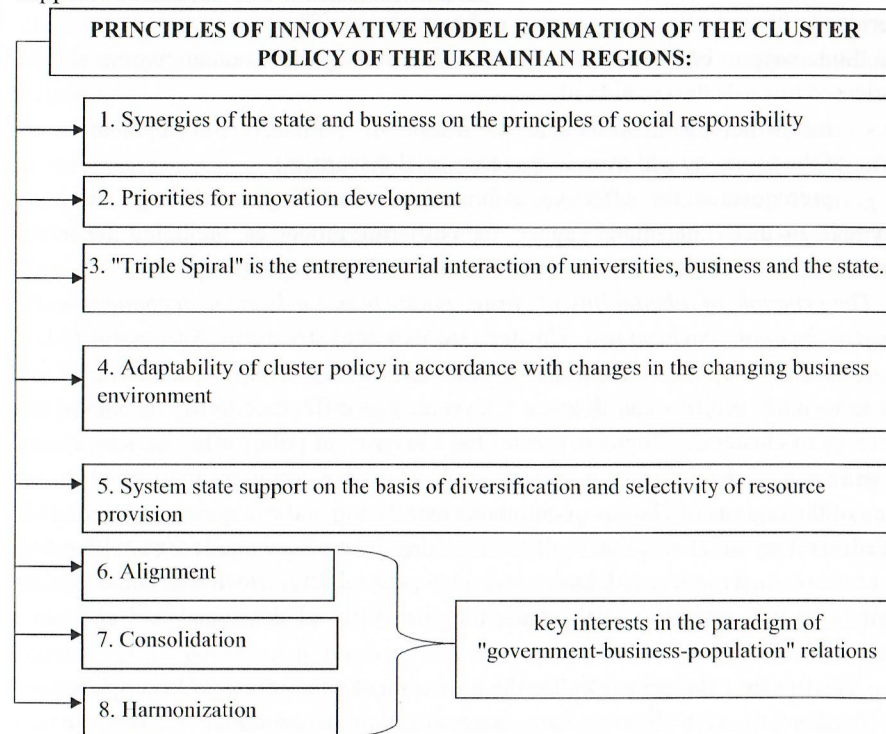 PRINCIPLES OF INNOVATIVE MODEL FORMATION OF THE CLUSTER
POLICY OF THE UKRAINIAN REGIONS:
1. Synergies of the state and business on the principles of social responsibility
2. Priorities for innovation development
3. "Triple Spiral" is the entrepreneurial interaction of universities, business and the state.
4. Adaptability of cluster policy in accordance with changes in the changing business
environment
5. System state support on the basis of diversification and selectivity of resource
provision
6. Alignment
7. Consolidation
8. Harmonization
key interests in the paradigm of
"government-business-population" relations